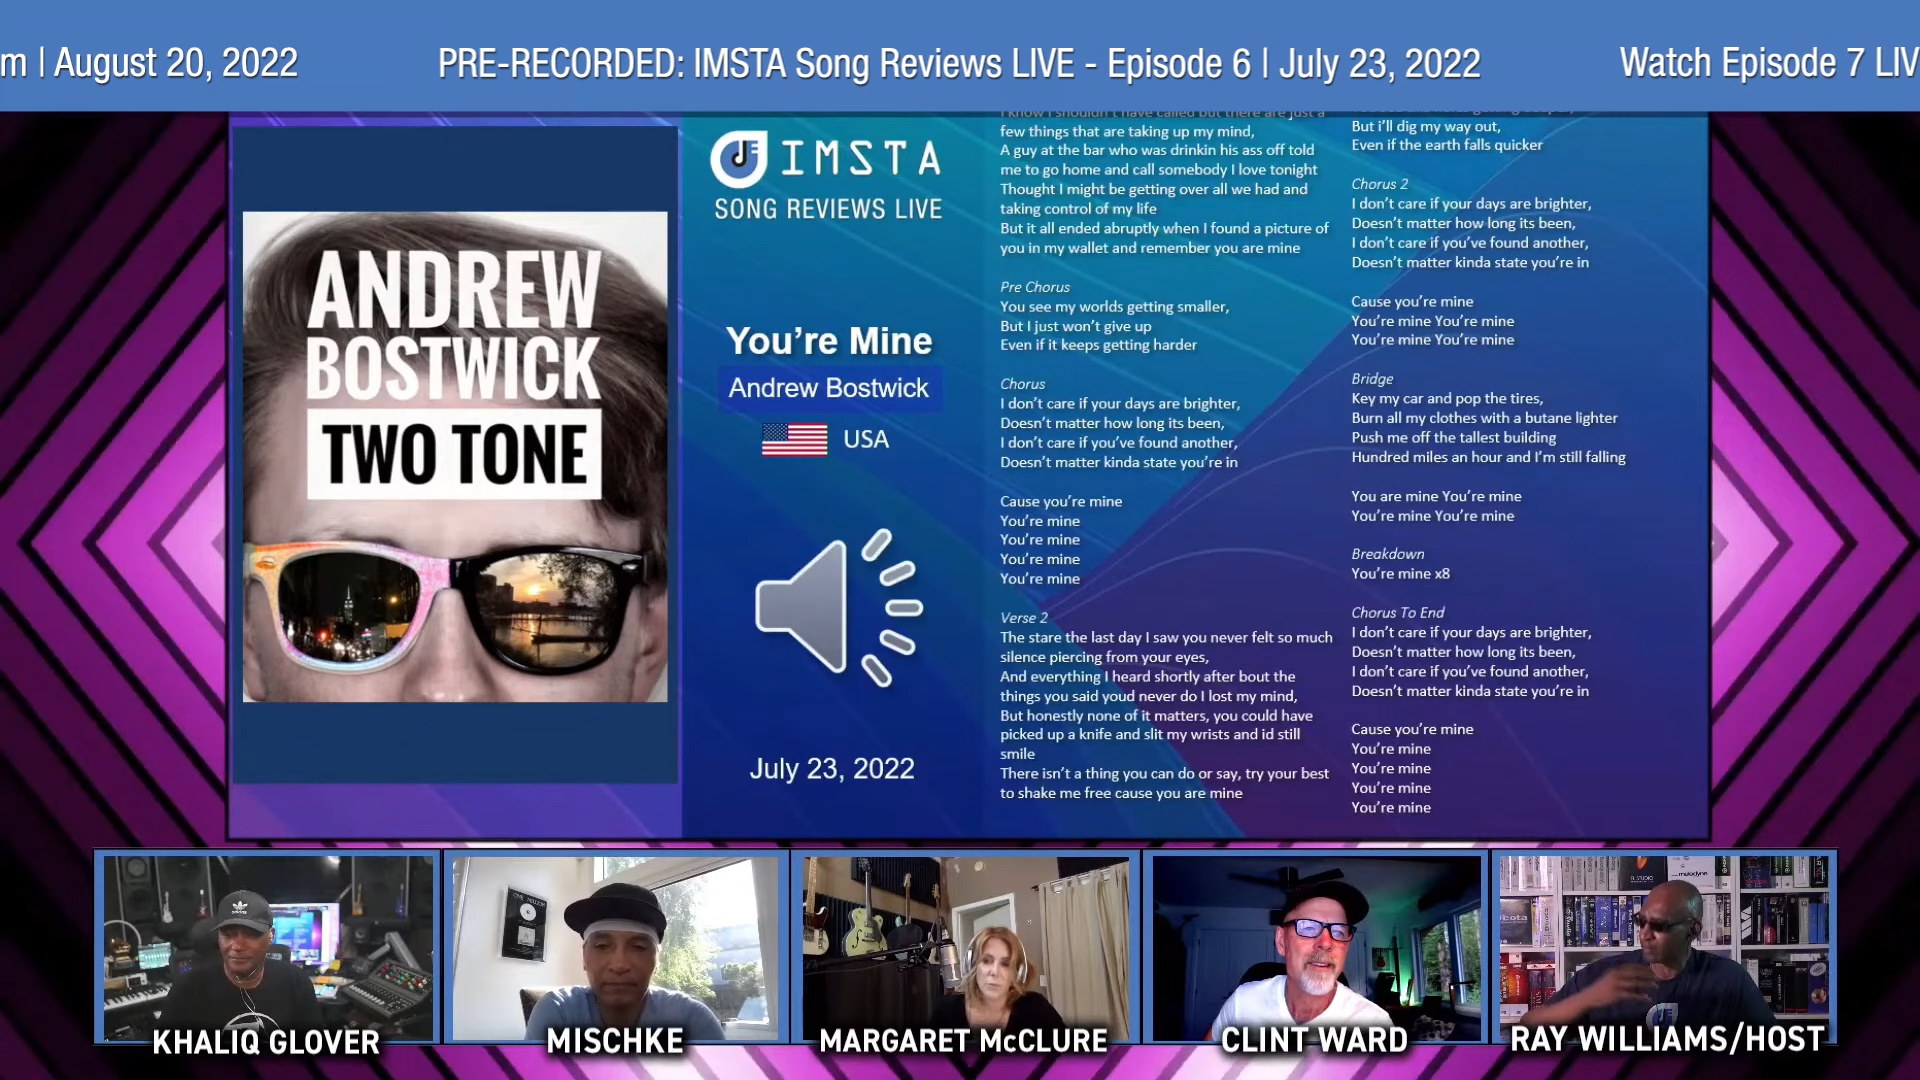 m | August 20, 2022
PRE-RECORDED: IMSTA Song Reviews LIVE - Episode 6 | July 23, 2022
Watch Episode 7 LIV
ANDREW
BOSTWICK
TWO TONE
IMSTA
SONG REVIEWS LIVE
You're Mine
Andrew Bostwick
USA
July 23, 2022
I know I shouldn't have called but there are just a
few things that are taking up my mind,
A guy at the bar who was drinkin his ass off told
me to go home and call somebody I love tonight
Thought I might be getting over all we had and
taking control of my life
But it all ended abruptly when I found a picture of
you in my wallet and remember you are mine
Pre Chorus
You see my worlds getting smaller,
But I just won't give up
Even if it keeps getting harder
Chorus
I don't care if your days are brighter,
Doesn't matter how long its been,
I don't care if you've found another,
Doesn't matter kinda state you're in
Cause you're mine
You're mine
You're mine
You're mine
You're mine
Verse 2
The stare the last day I saw you never felt so much
silence piercing from your eyes,
And everything I heard shortly after bout the
things you said youd never do I lost my mind,
But honestly none of it matters, you could have
picked up a knife and slit my wrists and id still
smile
There isn't a thing you can do or say, try your best
to shake me free cause you are mine
But i'll dig my way out,
Even if the earth falls quicker
Chorus 2
I don't care if your days are brighter,
Doesn't matter how long its been,
I don't care if you've found another,
Doesn't matter kinda state you're in
Cause you're mine
You're mine You're mine
You're mine You're mine
Bridge
Key my car and pop the tires,
Burn all my clothes with a butane lighter
Push me off the tallest building
Hundred miles an hour and I'm still falling
You are mine You're mine
You're mine You're mine
Breakdown
You're mine x8
Chorus To End
I don't care if your days are brighter,
Doesn't matter how long its been,
I don't care if you've found another,
Doesn't matter kinda state you're in
Cause you're mine
You're mine
You're mine
You're mine
You're mine
adidas
melodyne
KHALIQ GLOVER
MISCHKE
MARGARET McCLURE
CLINT WARD
RAY WILLIAMS/HOST